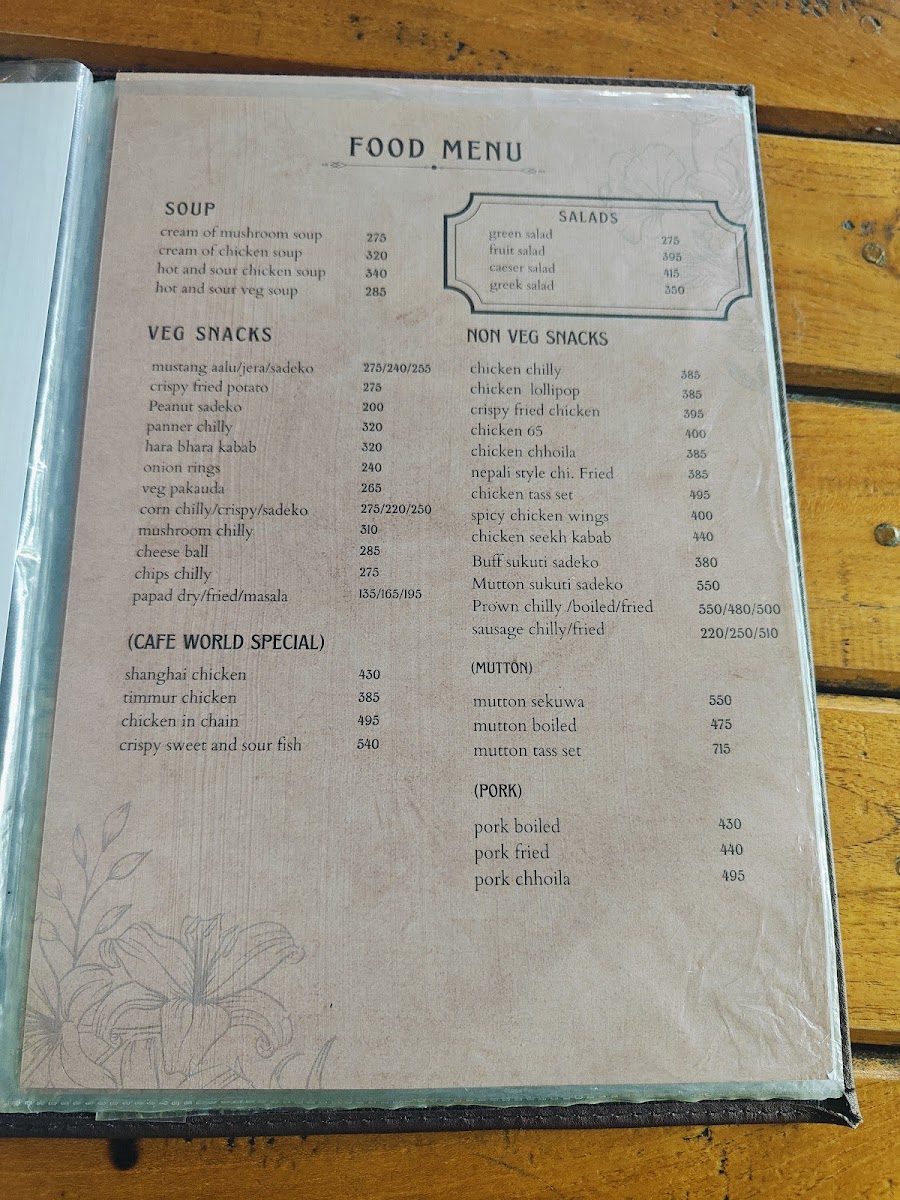 FOOD MENU
SOUP
cream of mushroom soup 275
cream of chicken soup 320
hot and sour chicken soup 340
hot and sour veg soup 285
SALADS
green salad 275
fruit salad 395
caeser salad 415
greek salad 350
VEG SNACKS
mustang aalu/jera/sadeko 275/240/255
crispy fried potato 275
Peanut sadeko 200
panner chilly 320
hara bhara kabab 320
onion rings 240
veg pakauda 265
corn chilly/crispy/sadeko 275/220/250
mushroom chilly 310
cheese ball 285
chips chilly 275
papad dry/fried/masala 135/165/195
(CAFE WORLD SPECIAL)
shanghai chicken 430
timmur chicken 385
chicken in chain 495
crispy sweet and sour fish 540
NON VEG SNACKS
chicken chilly 385
chicken lollipop 385
crispy fried chicken 395
chicken 65 400
chicken chhoila 385
nepali style chi. Fried 385
chicken tass set 495
spicy chicken wings 400
chicken seekh kabab 440
Buff sukuti sadeko 380
Mutton sukuti sadeko 550
Prown chilly /boiled/fried 550/480/500
sausage chilly/fried 220/250/510
(MUTTON)
mutton sekuwa 550
mutton boiled 475
mutton tass set 715
(PORK)
pork boiled 430
pork fried 440
pork chhoila 495